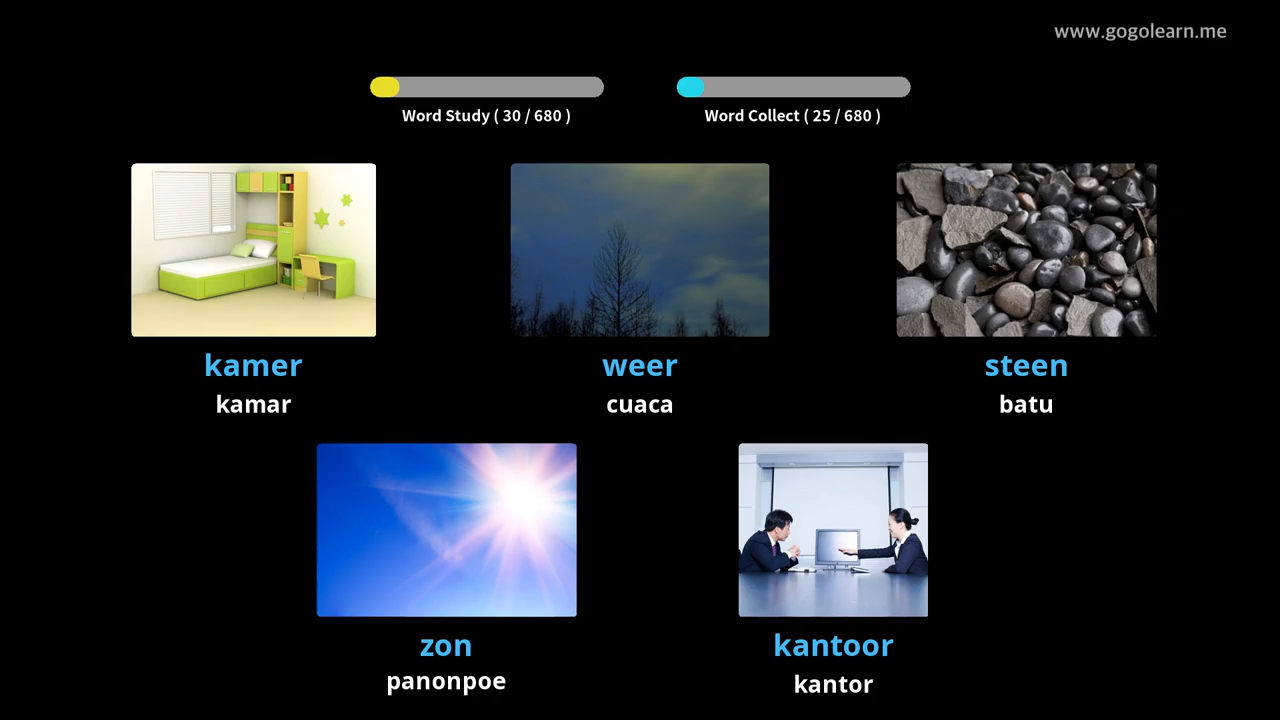 www.gogolearn.me
Word Study ( 30 / 680 )
Word Collect ( 25 / 680 )
kamer
kamar
weer
cuaca
steen
batu
zon
panonpoe
kantoor
kantor